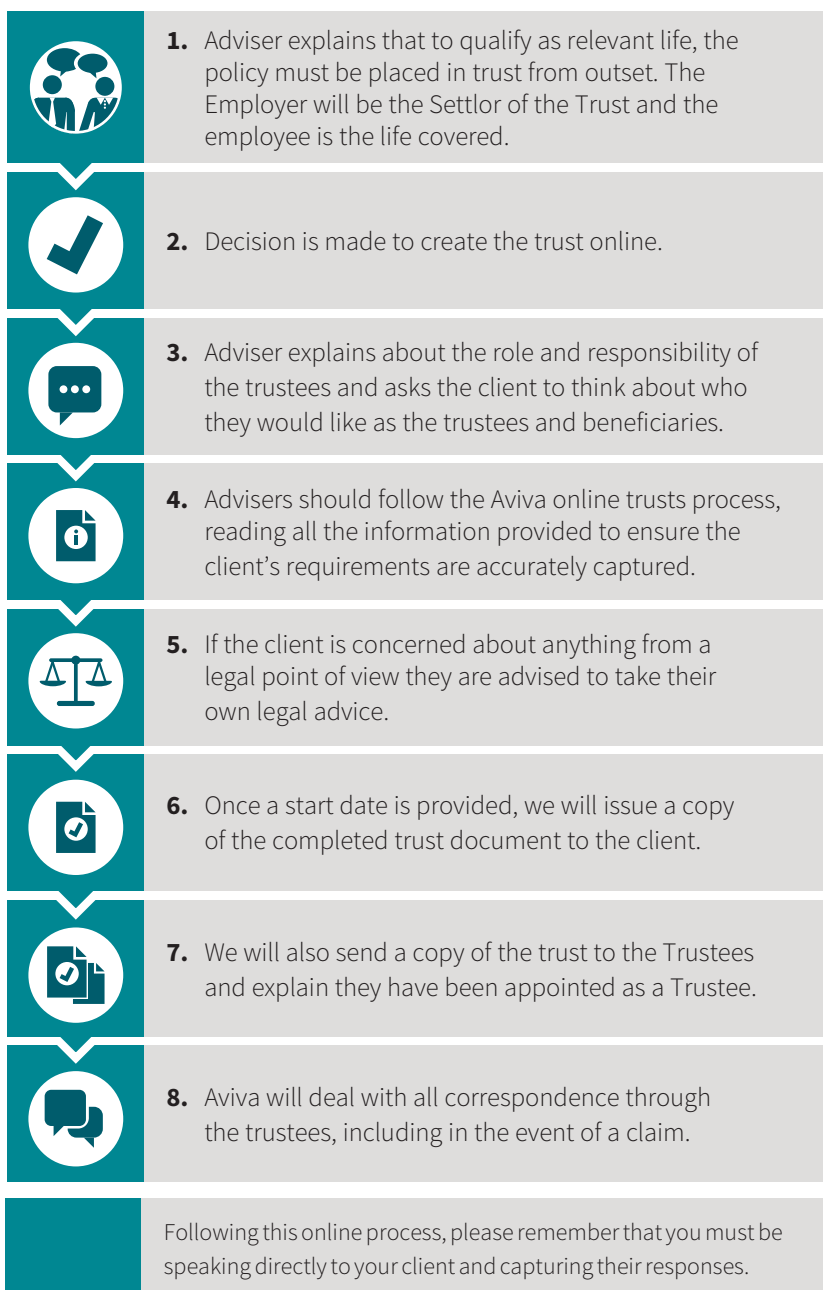 1. Adviser explains that to qualify as relevant life, the
policy must be placed in trust from outset. The
Employer will be the Settlor of the Trust and the
employee is the life covered.
2. Decision is made to create the trust online.
3. Adviser explains about the role and responsibility of
the trustees and asks the client to think about who
they would like as the trustees and beneficiaries.
4. Advisers should follow the Aviva online trusts process,
reading all the information provided to ensure the
client’s requirements are accurately captured.
5. If the client is concerned about anything from a
legal point of view they are advised to take their
own legal advice.
6. Once a start date is provided, we will issue a copy
of the completed trust document to the client.
7. We will also send a copy of the trust to the Trustees
and explain they have been appointed as a Trustee.
8. Aviva will deal with all correspondence through
the trustees, including in the event of a claim.
Following this online process, please remember that you must be
speaking directly to your client and capturing their responses.